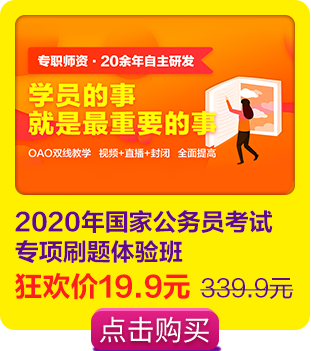 专职师资·20余年自主研发
学员的事
就是最重要的事
OAO双线教学 视频+直播+封闭 全面提高
2020年国家公务员考试
专项刷题体验班
狂欢价19.9元 339.9元
点击购买